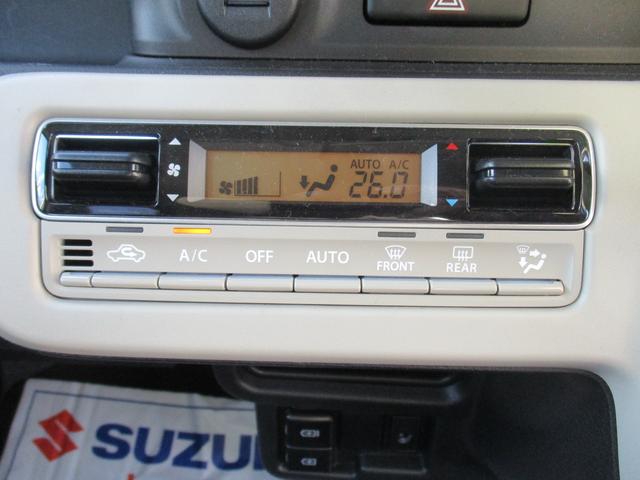 AUTO A/C
26.0
A/C OFF AUTO FRONT REAR
SUZU